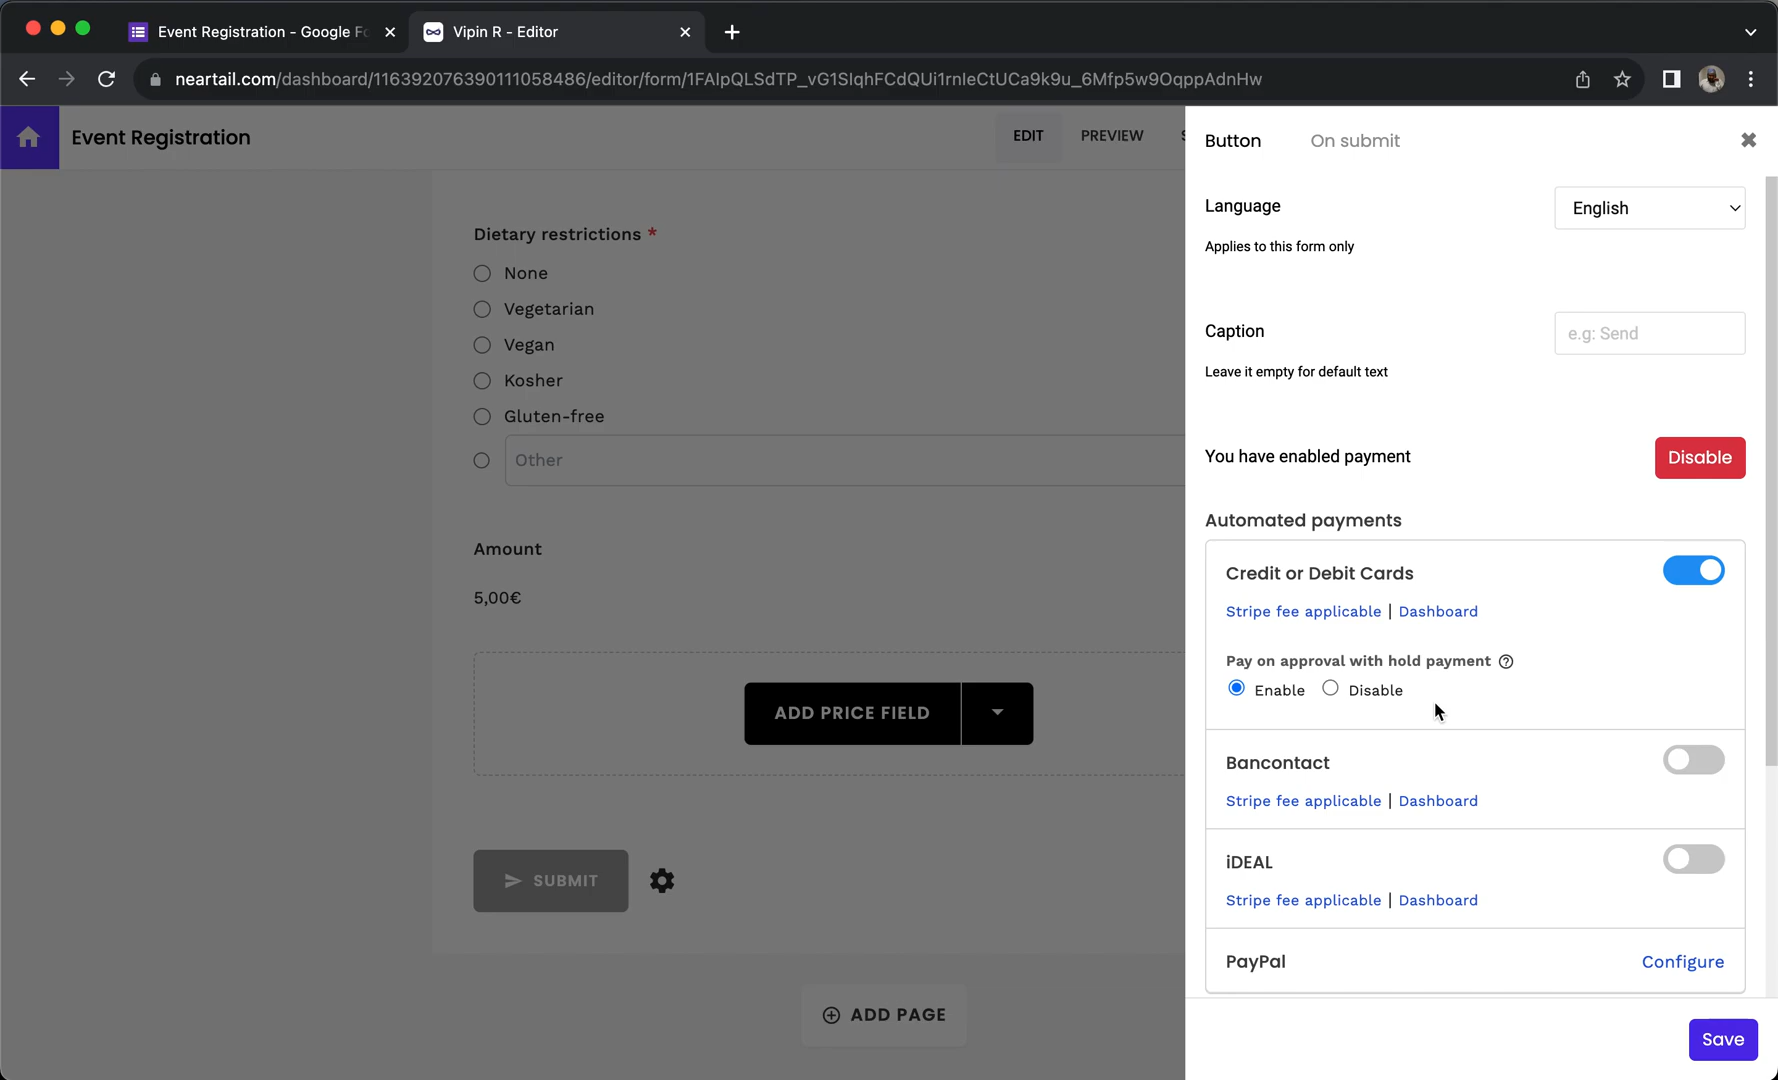 Event Registration - Google Fo
Vipin R - Editor
neartail.com/dashboard/116392076390111058486/editor/form/1FAIpQLSdTP_vG1SlqhFCdQUi1rnleCtUCa9k9u_6Mfp5w9OqppAdnHw
Event Registration
EDIT
PREVIEW
Button
On submit
Language
English
Applies to this form only
Dietary restrictions *
None
Vegetarian
Vegan
Kosher
Gluten-free
Other
Caption
e.g: Send
Leave it empty for default text
You have enabled payment
Disable
Automated payments
Credit or Debit Cards
Stripe fee applicable | Dashboard
Pay on approval with hold payment
Enable
Disable
Bancontact
Stripe fee applicable | Dashboard
iDEAL
Stripe fee applicable | Dashboard
PayPal
Configure
Amount
5,00€
ADD PRICE FIELD
SUBMIT
ADD PAGE
Save